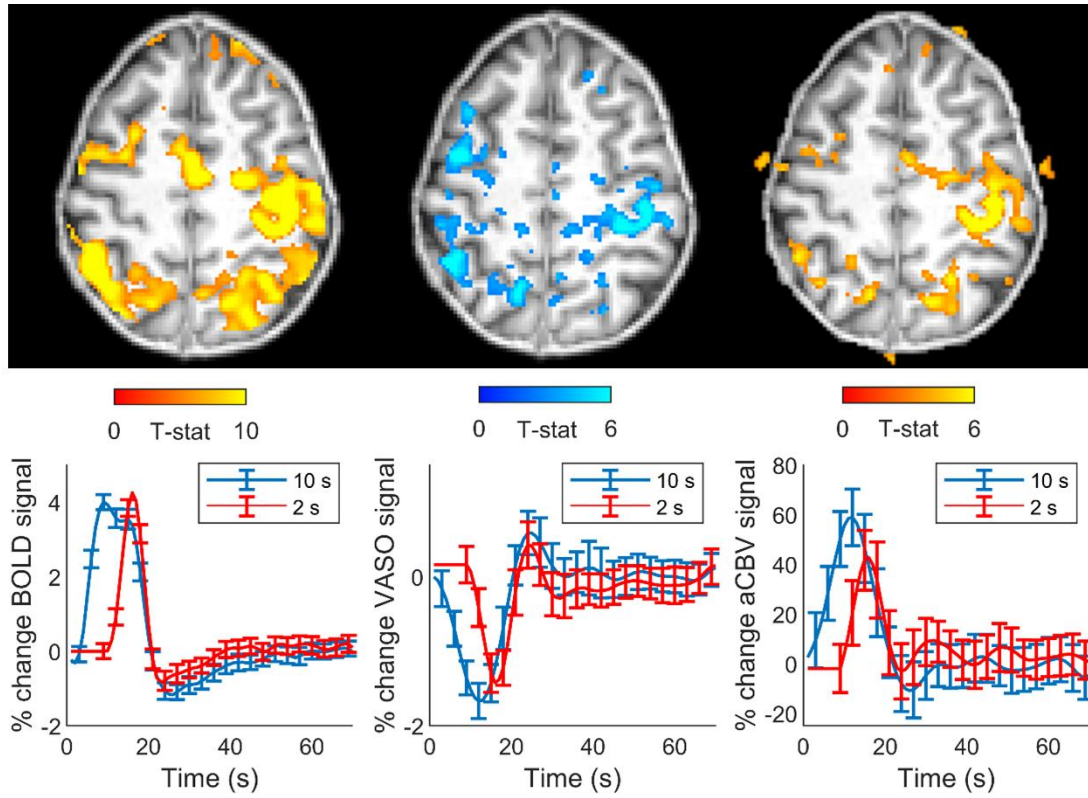 0 T-stat 10
0 T-stat 6
0 T-stat 6
% change BOLD signal
10 s
2 s
4
2
0
-2
0 20 40 60
Time (s)
% change VASO signal
10 s
2 s
0
-2
0 20 40 60
Time (s)
% change aCBV signal
10 s
2 s
80
60
40
20
0
-20
0 20 40 60
Time (s)